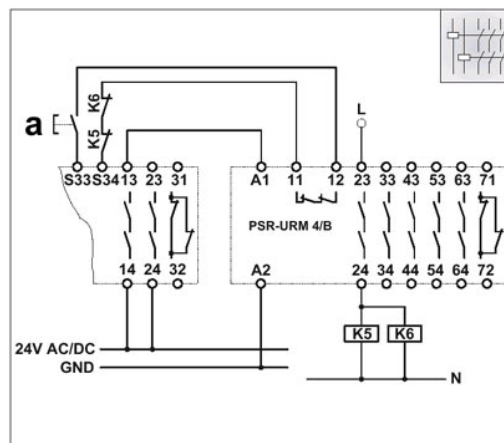 L
K6
a
K5
S33 S34 13 23 31
A1 11 12 23 33 43 53 63 71
PSR-URM 4/B
14 24 32
A2 24 34 44 54 64 72
24V AC/DC
K5 K6
GND
N